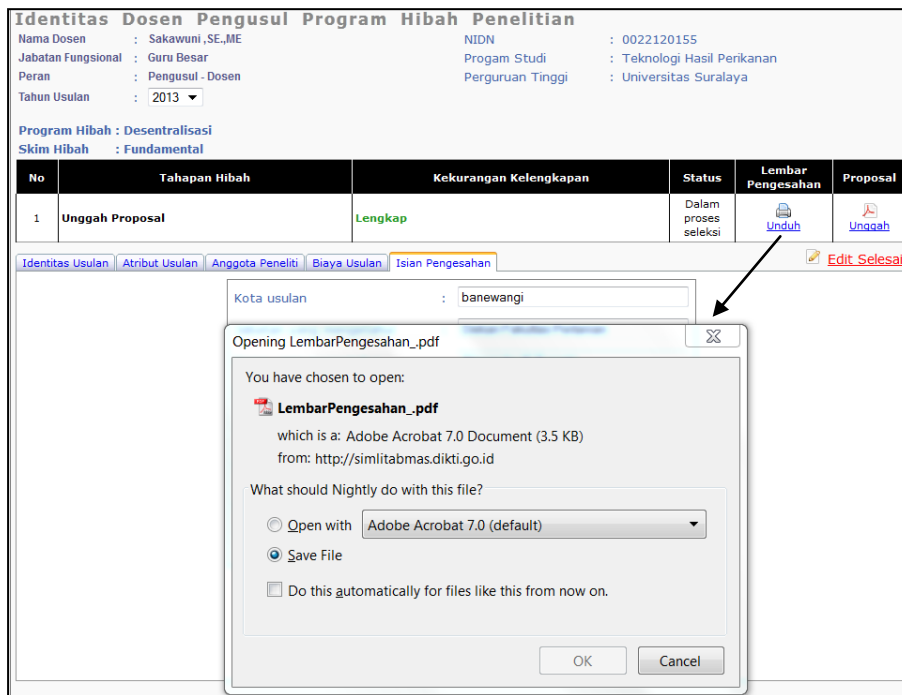 Identitas Dosen Pengusul Program Hibah Penelitian
Nama Dosen : Sakawuni ,SE.,ME NIDN : 0022120155
Jabatan Fungsional : Guru Besar Progam Studi : Teknologi Hasil Perikanan
Peran : Pengusul - Dosen Perguruan Tinggi : Universitas Suralaya
Tahun Usulan : 2013
Program Hibah : Desentralisasi
Skim Hibah : Fundamental
No Tahapan Hibah Kekurangan Kelengkapan Status Lembar Pengesahan Proposal
1 Unggah Proposal Lengkap Dalam proses seleksi Unduh Unggah
Identitas Usulan Atribut Usulan Anggota Peneliti Biaya Usulan Isian Pengesahan Edit Selesai
Kota usulan : banewangi
Opening LembarPengesahan_.pdf
You have chosen to open:
LembarPengesahan_.pdf
which is a: Adobe Acrobat 7.0 Document (3.5 KB)
from: http://simlitabmas.dikti.go.id
What should Nightly do with this file?
Open with Adobe Acrobat 7.0 (default)
Save File
Do this automatically for files like this from now on.
OK Cancel